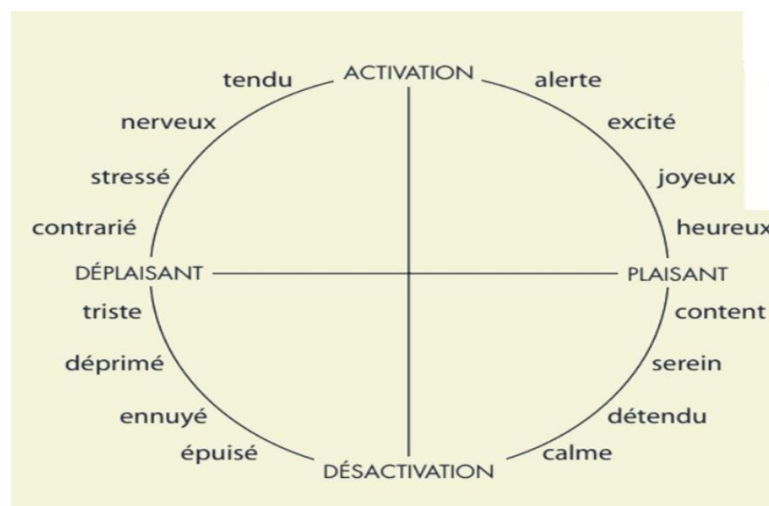 tendu ACTIVATION alerte
nerveux excité
stressé joyeux
contrarié heureux
DÉPLAISANT PLAISANT
triste content
déprimé serein
ennuyé détendu
épuisé calme
DÉSACTIVATION